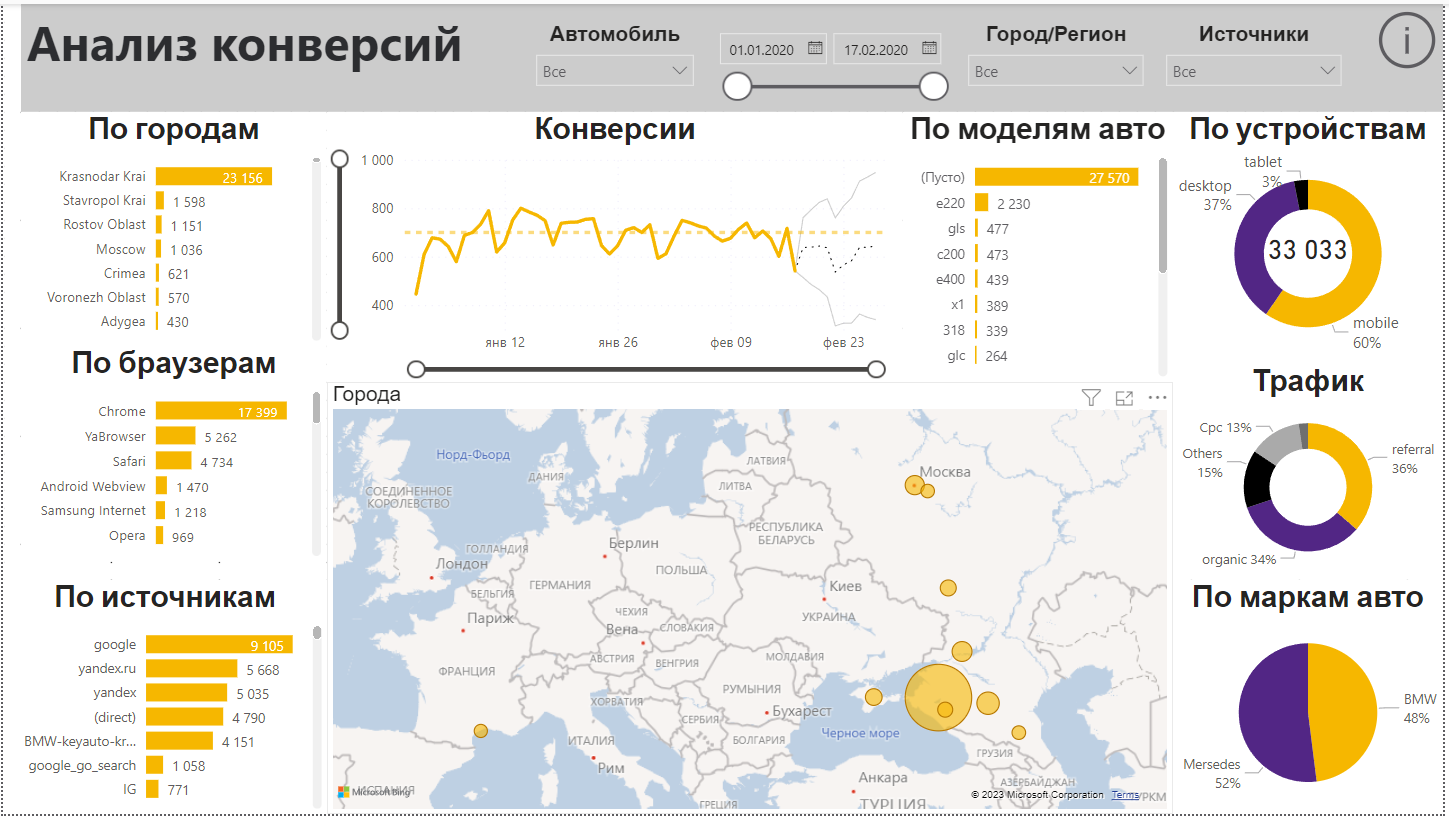 Анализ конверсий
Автомобиль
Все
01.01.2020
17.02.2020
Город/Регион
Все
Источники
Все
i
По городам
Krasnodar Krai 23 156
Stavropol Krai 1 598
Rostov Oblast 1 151
Moscow 1 036
Crimea 621
Voronezh Oblast 570
Adygea 430
Конверсии
1 000
800
600
400
янв 12 янв 26 фев 09 фев 23
По моделям авто
(Пусто) 27 570
e220 2 230
gls 477
c200 473
e400 439
x1 389
318 339
glc 264
По устройствам
tablet
3%
desktop
37%
33 033
mobile
60%
По браузерам
Chrome 17 399
YaBrowser 5 262
Safari 4 734
Android Webview 1 470
Samsung Internet 1 218
Opera 969
По источникам
google 9 105
yandex.ru 5 668
yandex 5 035
(direct) 4 790
BMW-keyauto-kr... 4 151
google_go_search 1 058
IG 771
Города
Норд-Фьорд
ЛАТВИЯ
Москва
ДАНИЯ
ЛИТВА
СОЕДИНЕННОЕ
КОРОЛЕВСТВО
РЕСПУБЛИКА
БЕЛАРУСЬ
ГОЛЛАНДИЯ
Берлин
Лондон
ПОЛЬША
ГЕРМАНИЯ
Киев
БЕЛЬГИЯ
ЧЕХИЯ
УКРАИНА
Париж
Вена
СЛОВАКИЯ
АВСТРИЯ
ВЕНГРИЯ
МОЛДАВИЯ
ФРАНЦИЯ
РУМЫНИЯ
ХОРВАТИЯ
Бухарест
СЕРБИЯ
Черное море
ИТАЛИЯ
БОЛГАРИЯ
ГРУЗИЯ
Рим
Анкара
АЗЕРБАЙДЖАН
ИСПАНИЯ
Microsoft Bing
ГРЕЦИЯ
ТУРЦИЯ
© 2023 Microsoft Corporation Terms
УРКМ
Трафик
Cpc 13%
Others
15%
referral
36%
organic 34%
По маркам авто
BMW
48%
Mersedes
52%